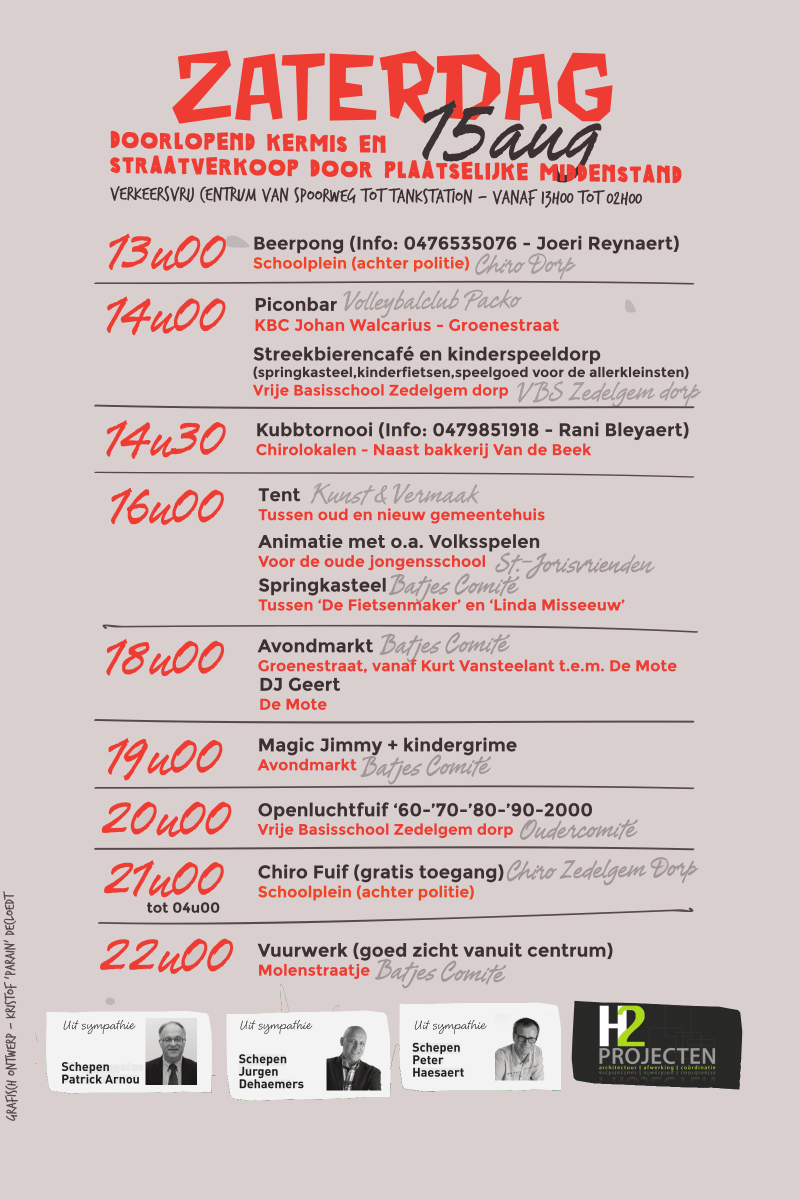 ZATERDAG
15aug
DOORLOPEND KERMIS EN
STRAATVERKOOP DOOR PLAATSELIJKE MIDDENSTAND
VERKEERSVRIJ CENTRUM VAN SPOORWEG TOT TANKSTATION – VANAF 13H00 TOT 02H00
13u00
Beerpong (Info: 0476535076 - Joeri Reynaert)
Schoolplein (achter politie) Chiro Dorp
14u00
Piconbar Volleybalclub Packo
KBC Johan Walcarius - Groenestraat
Streekbierencafé en kinderspeeldorp
(springkasteel,kinderfietsen,speelgoed voor de allerkleinsten)
Vrije Basisschool Zedelgem dorp VBS Zedelgem dorp
14u30
Kubbtornooi (Info: 0479851918 - Rani Bleyaert)
Chirolokalen - Naast bakkerij Van de Beek
16u00
Tent Kunst & Vermaak
Tussen oud en nieuw gemeentehuis
Animatie met o.a. Volksspelen
Voor de oude jongensschool St.-Jorisvrienden
Springkasteel Batjes Comité
Tussen ‘De Fietsenmaker’ en ‘Linda Misseeuw’
18u00
Avondmarkt Batjes Comité
Groenestraat, vanaf Kurt Vansteelant t.e.m. De Mote
DJ Geert
De Mote
19u00
Magic Jimmy + kindergrime
Avondmarkt Batjes Comité
20u00
Openluchtfuif ‘60-’70-’80-’90-2000
Vrije Basisschool Zedelgem dorp Oudercomité
21u00
tot 04u00
Chiro Fuif (gratis toegang) Chiro Zedelgem Dorp
Schoolplein (achter politie)
22u00
Vuurwerk (goed zicht vanuit centrum)
Molenstraatje Batjes Comité
Uit sympathie
Schepen
Patrick Arnou
Uit sympathie
Schepen
Jurgen
Dehaemers
Uit sympathie
Schepen
Peter
Haesaert
H2
PROJECTEN
architectuur | afwerking | coördinatie
GRAFISCH ONTWERP – KRISTOF 'PARAIN' DECLOEDT